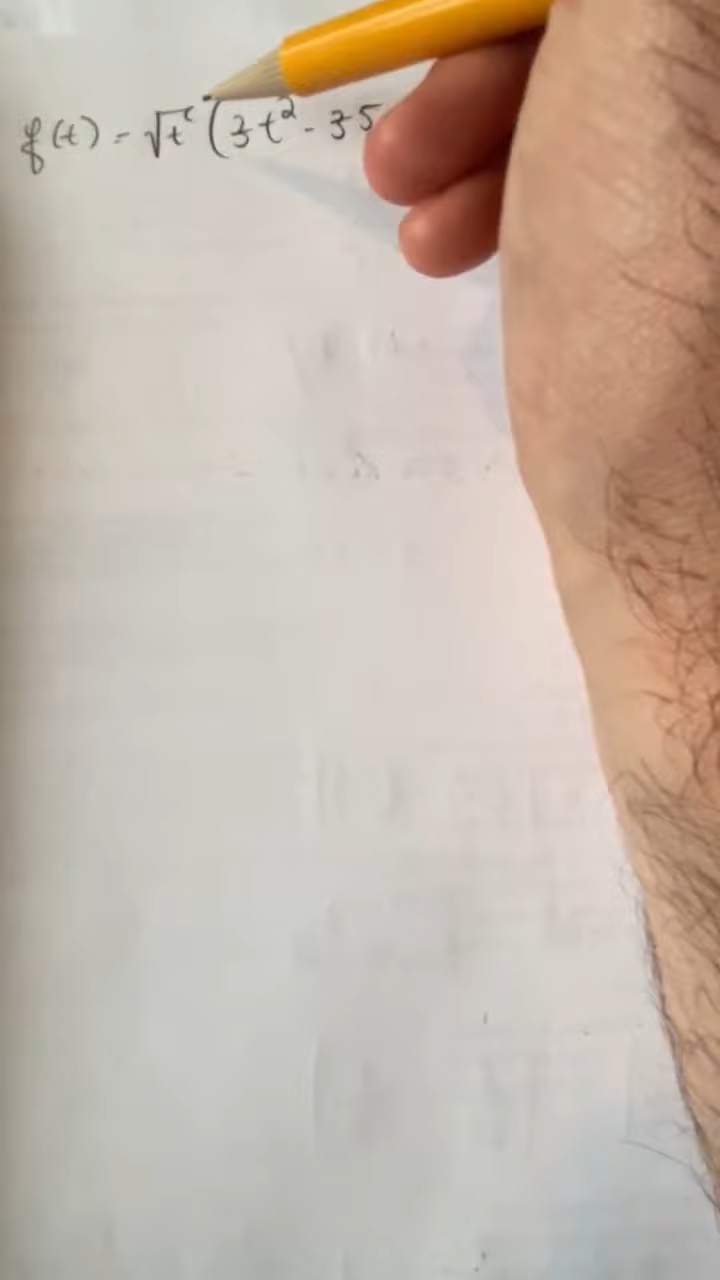 f(t) = √t (3t² - 35